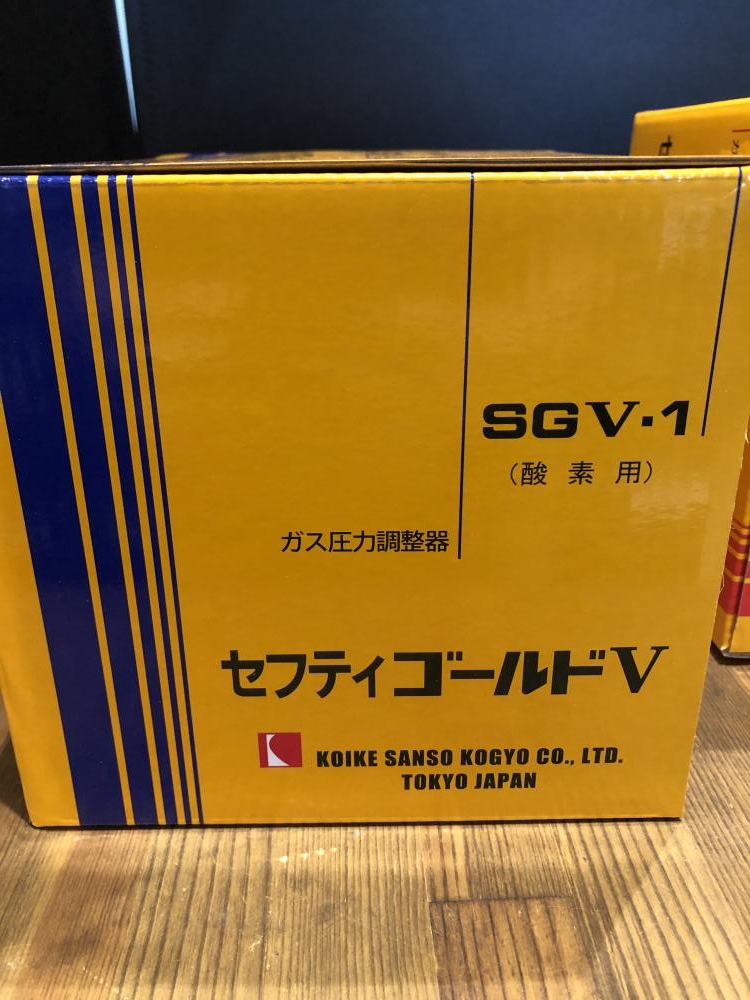 SGV・1
（酸 素 用）
ガス圧力調整器
セフティゴールドV
KOIKE SANSO KOGYO CO., LTD.
TOKYO JAPAN